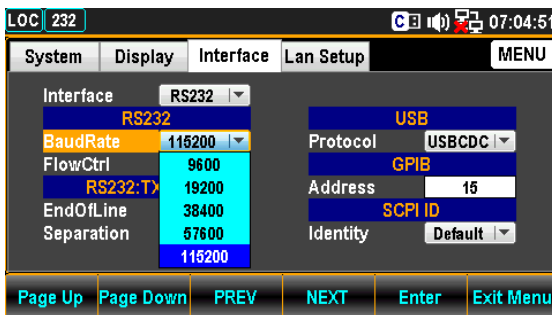 LOC 232 C 07:04:51
System Display Interface Lan Setup MENU
Interface RS232
RS232 USB
BaudRate 115200 Protocol USBCDC
FlowCtrl 9600 GPIB
RS232:TX 19200 Address 15
EndOfLine 38400 SCPI ID
Separation 57600 Identity Default
115200
Page Up Page Down PREV NEXT Enter Exit Menu